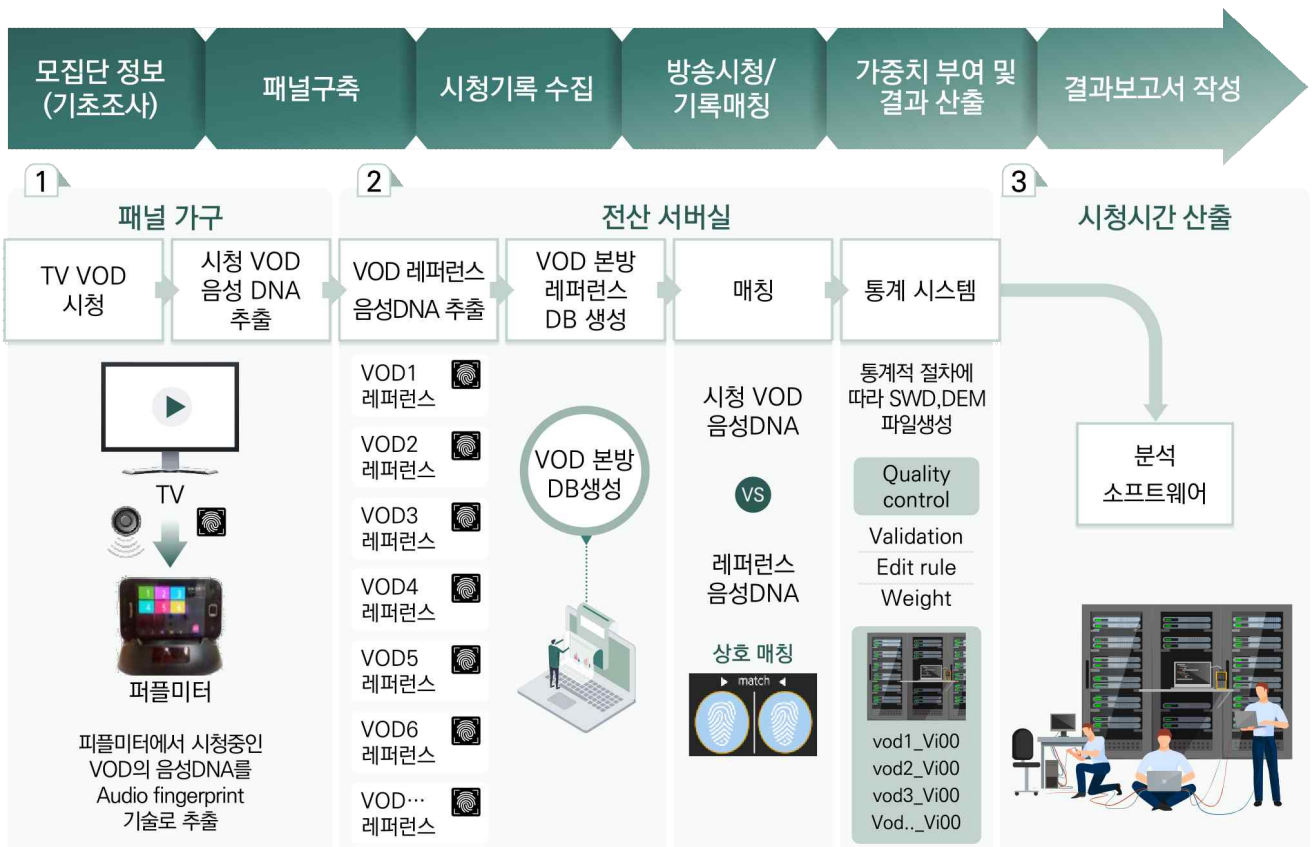 모집단 정보
(기초조사)
패널구축
시청기록 수집
방송시청/
기록매칭
가중치 부여 및
결과 산출
결과보고서 작성
1
패널 가구
TV VOD
시청
시청 VOD
음성 DNA
추출
TV
퍼플미터
피플미터에서 시청중인
VOD의 음성DNA를
Audio fingerprint
기술로 추출
2
전산 서버실
VOD 레퍼런스
음성DNA 추출
VOD1
레퍼런스
VOD2
레퍼런스
VOD3
레퍼런스
VOD4
레퍼런스
VOD5
레퍼런스
VOD6
레퍼런스
VOD…
레퍼런스
VOD 본방
레퍼런스
DB 생성
VOD 본방
DB생성
매칭
시청 VOD
음성DNA
VS
레퍼런스
음성DNA
상호 매칭
▶ match ◀
통계 시스템
통계적 절차에
따라 SWD,DEM
파일생성
Quality
control
Validation
Edit rule
Weight
vod1_Vi00
vod2_Vi00
vod3_Vi00
Vod.._Vi00
3
시청시간 산출
분석
소프트웨어